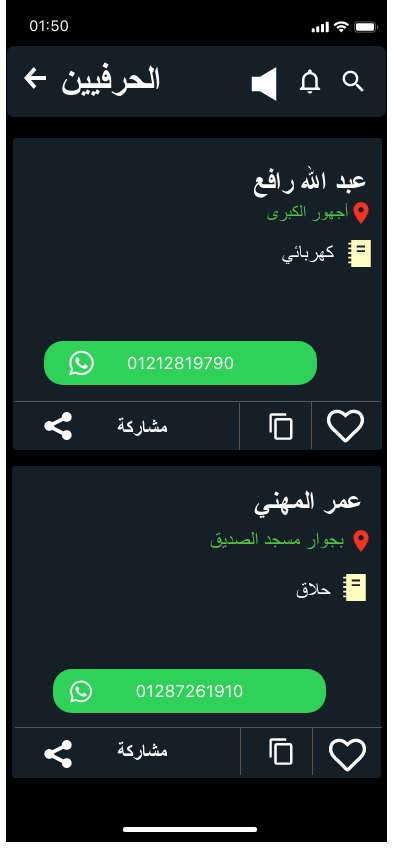 01:50
الحرفيين
عبد الله رافع
أجهور الكبرى
كهربائي
01212819790
مشاركة
عمر المهني
بجوار مسجد الصديق
حلاق
01287261910
مشاركة